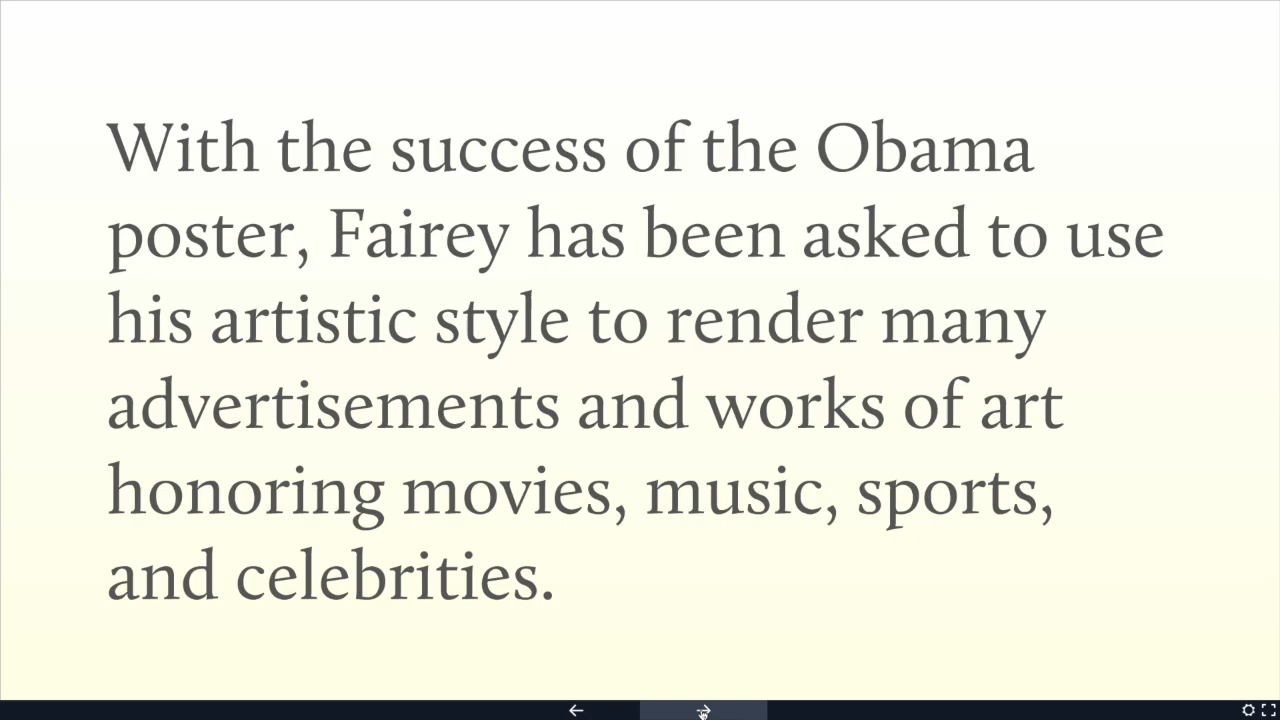 With the success of the Obama
poster, Fairey has been asked to use
his artistic style to render many
advertisements and works of art
honoring movies, music, sports,
and celebrities.